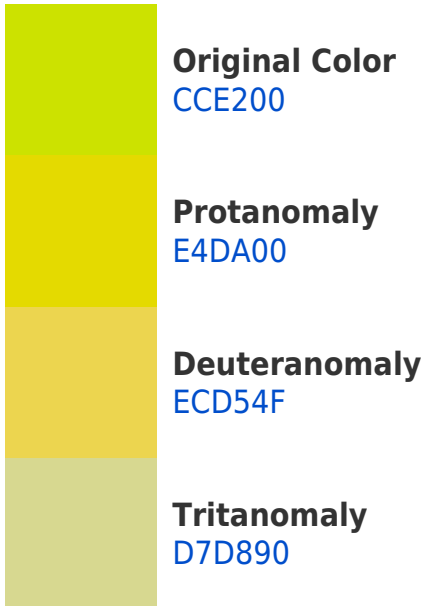 Original Color
CCE200
Protanomaly
E4DA00
Deuteranomaly
ECD54F
Tritanomaly
D7D890